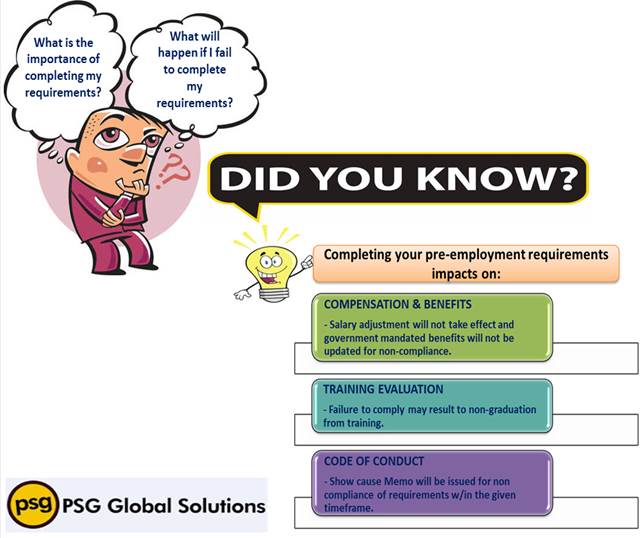 What is the
importance of
completing my
requirements?
What will
happen if I fail
to complete
my
requirements?
??
DID YOU KNOW?
Completing your pre-employment requirements
impacts on:
COMPENSATION & BENEFITS
- Salary adjustment will not take effect and
government mandated benefits will not be
updated for non-compliance.
TRAINING EVALUATION
- Failure to comply may result to non-graduation
from training.
CODE OF CONDUCT
- Show cause Memo will be issued for non
compliance of requirements w/in the given
timeframe.
psg PSG Global Solutions